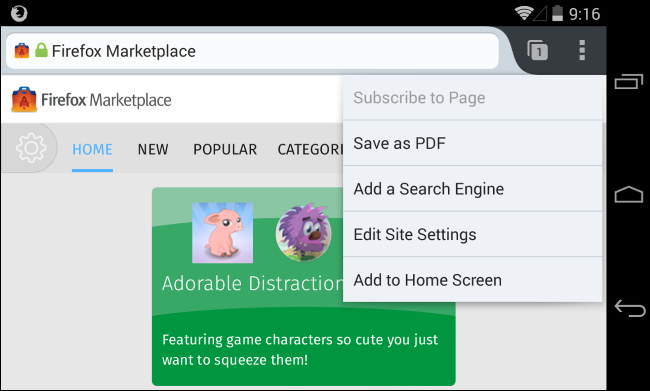 9:16
Firefox Marketplace
1
Firefox Marketplace
HOME NEW POPULAR CATEGORI
Subscribe to Page
Save as PDF
Add a Search Engine
Edit Site Settings
Add to Home Screen
Adorable Distraction
Featuring game characters so cute you just
want to squeeze them!